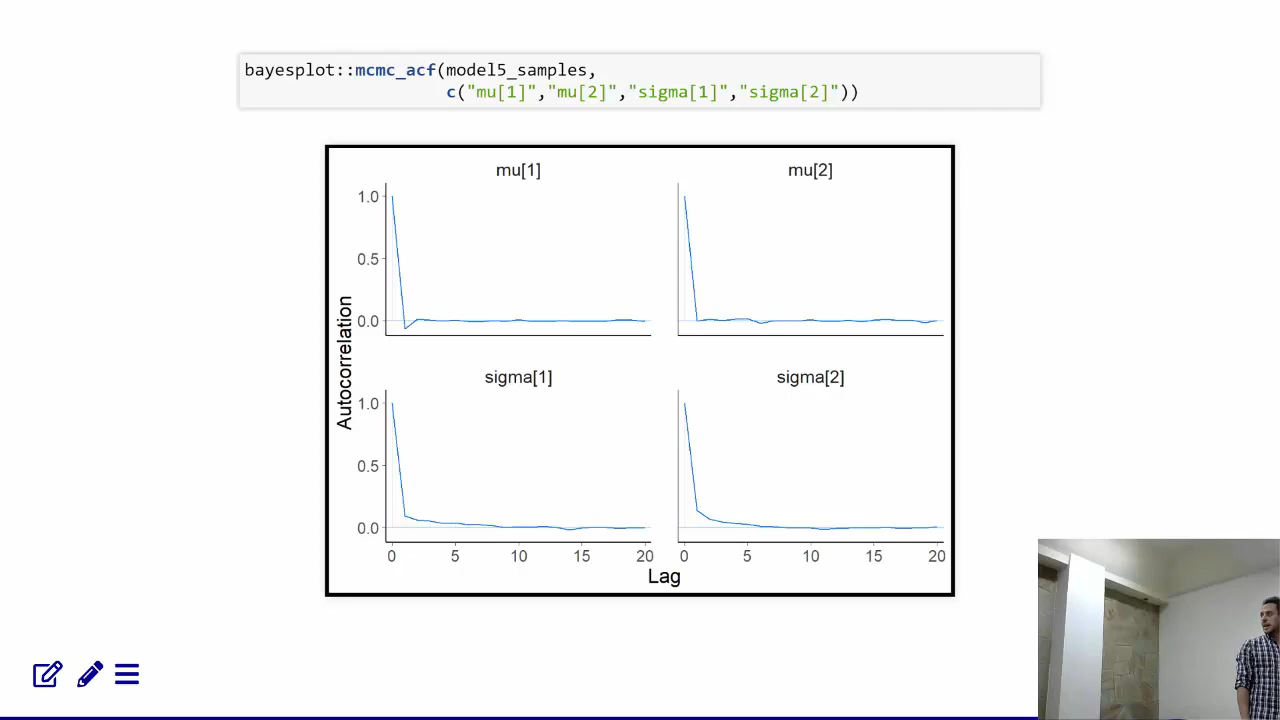 bayesplot::mcmc_acf(model5_samples,
c("mu[1]","mu[2]","sigma[1]","sigma[2]"))
mu[1]
mu[2]
1.0
0.5
0.0
Autocorrelation
sigma[1]
sigma[2]
1.0
0.5
0.0
0 5 10 15 20
0 5 10 15 20
Lag